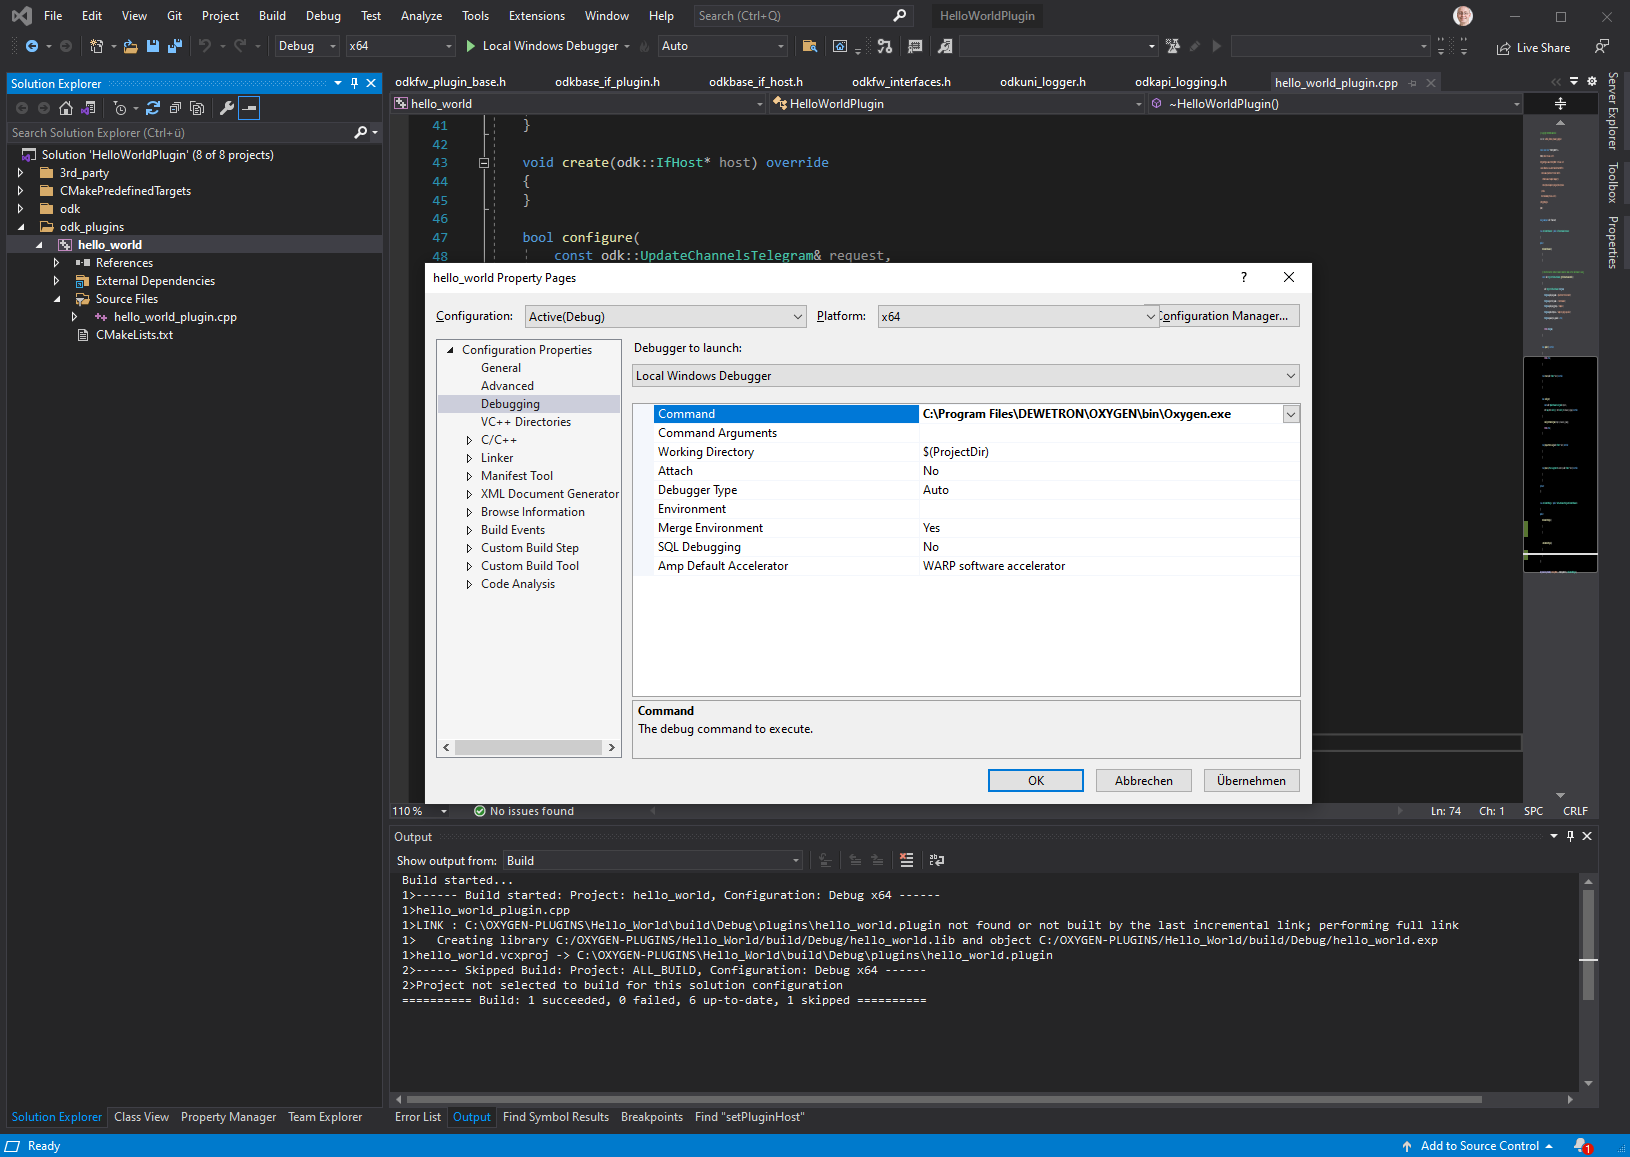 File Edit View Git Project Build Debug Test Analyze Tools Extensions Window Help Search (Ctrl+Q) HelloWorldPlugin
Debug x64 Local Windows Debugger Auto Live Share
Solution Explorer
Search Solution Explorer (Ctrl+ü)
Solution 'HelloWorldPlugin' (8 of 8 projects)
3rd_party
CMakePredefinedTargets
odk
odk_plugins
hello_world
References
External Dependencies
Source Files
hello_world_plugin.cpp
CMakeLists.txt
odkfw_plugin_base.h odkbase_if_plugin.h odkbase_if_host.h odkfw_interfaces.h odkuni_logger.h odkapi_logging.h hello_world_plugin.cpp
hello_world HelloWorldPlugin ~HelloWorldPlugin()
41 }
42
43 void create(odk::IfHost* host) override
44 {
45 }
46
47 bool configure(
48 const odk::UpdateChannelsTelegram& request,
Server Explorer
Toolbox
Properties
hello_world Property Pages ?
Configuration: Active(Debug) Platform: x64 Configuration Manager...
Configuration Properties
General
Advanced
Debugging
VC++ Directories
C/C++
Linker
Manifest Tool
XML Document Generator
Browse Information
Build Events
Custom Build Step
Custom Build Tool
Code Analysis
Debugger to launch:
Local Windows Debugger
Command C:\Program Files\DEWETRON\OXYGEN\bin\Oxygen.exe
Command Arguments
Working Directory $(ProjectDir)
Attach No
Debugger Type Auto
Environment
Merge Environment Yes
SQL Debugging No
Amp Default Accelerator WARP software accelerator
Command
The debug command to execute.
OK Abbrechen Übernehmen
110 % No issues found Ln: 74 Ch: 1 SPC CRLF
Output
Show output from: Build
Build started...
1>------ Build started: Project: hello_world, Configuration: Debug x64 ------
1>hello_world_plugin.cpp
1>LINK : C:\OXYGEN-PLUGINS\Hello_World\build\Debug\plugins\hello_world.plugin not found or not built by the last incremental link; performing full link
1>   Creating library C:/OXYGEN-PLUGINS/Hello_World/build/Debug/hello_world.lib and object C:/OXYGEN-PLUGINS/Hello_World/build/Debug/hello_world.exp
1>hello_world.vcxproj -> C:\OXYGEN-PLUGINS\Hello_World\build\Debug\plugins\hello_world.plugin
2>------ Skipped Build: Project: ALL_BUILD, Configuration: Debug x64 ------
2>Project not selected to build for this solution configuration
========== Build: 1 succeeded, 0 failed, 6 up-to-date, 1 skipped ==========
Solution Explorer Class View Property Manager Team Explorer
Error List Output Find Symbol Results Breakpoints Find "setPluginHost"
Ready Add to Source Control 1